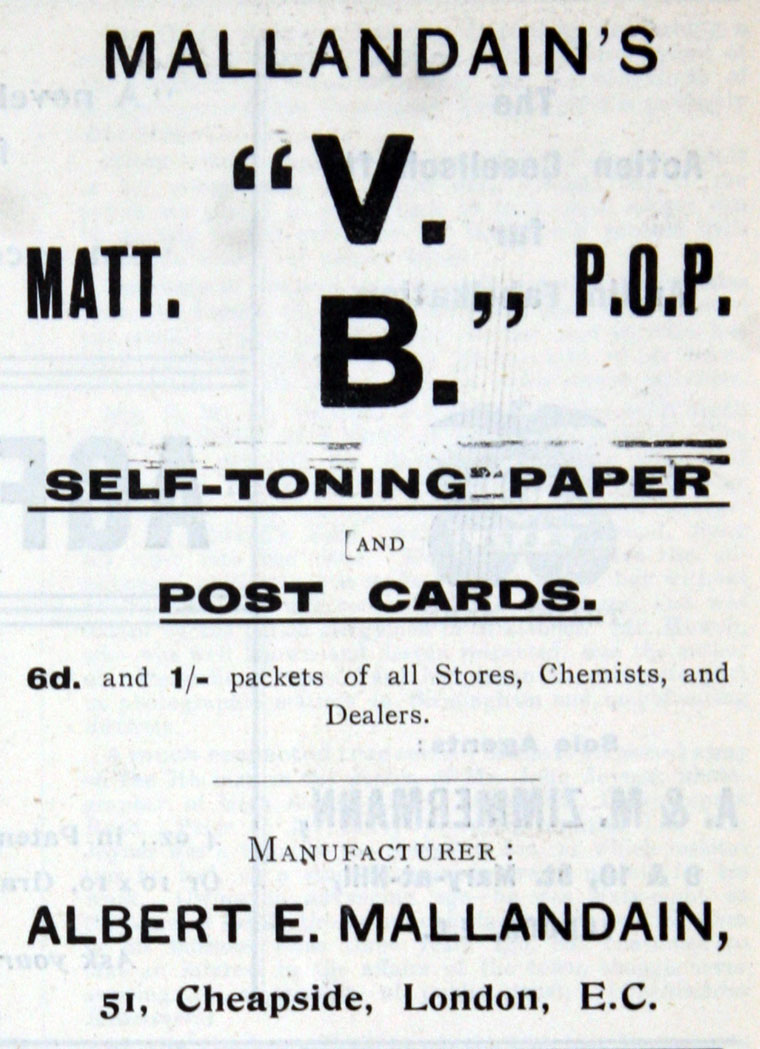 MALLANDAIN'S
"V.
MATT.
P.O.P.
B."
SELF-TONING PAPER
AND
POST CARDS.
6d. and 1/- packets of all Stores, Chemists, and
Dealers.
MANUFACTURER:
ALBERT E MALLANDAIN,
51, Cheapside, London, E.C.